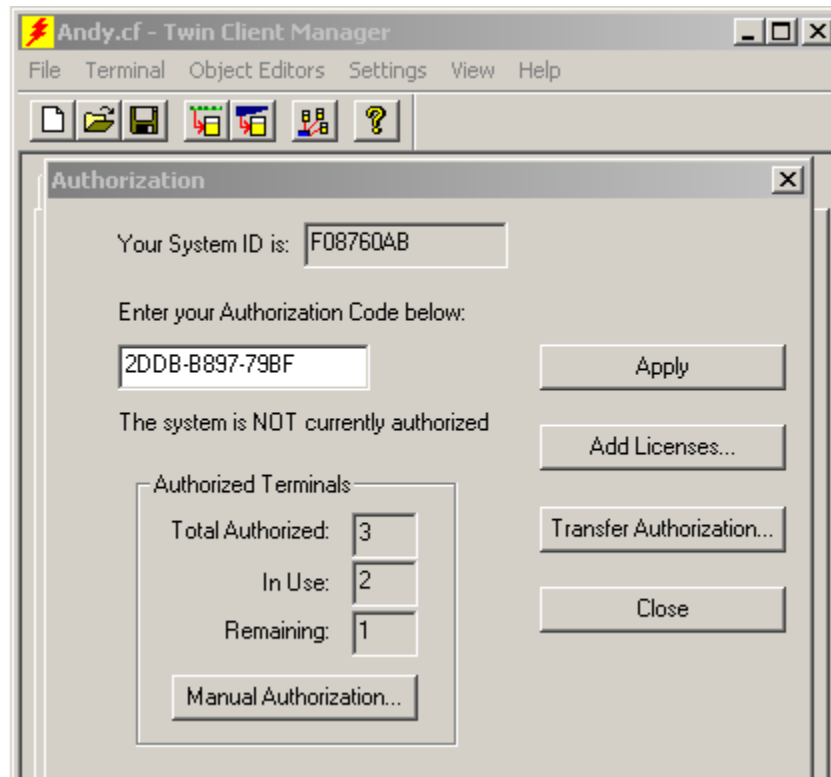 Andy.cf - Twin Client Manager
File Terminal Object Editors Settings View Help
Authorization
Your System ID is: F08760AB
Enter your Authorization Code below:
2DDB-B897-79BF
Apply
The system is NOT currently authorized
Add Licenses...
Authorized Terminals
Total Authorized: 3
Transfer Authorization...
In Use: 2
Close
Remaining: 1
Manual Authorization...